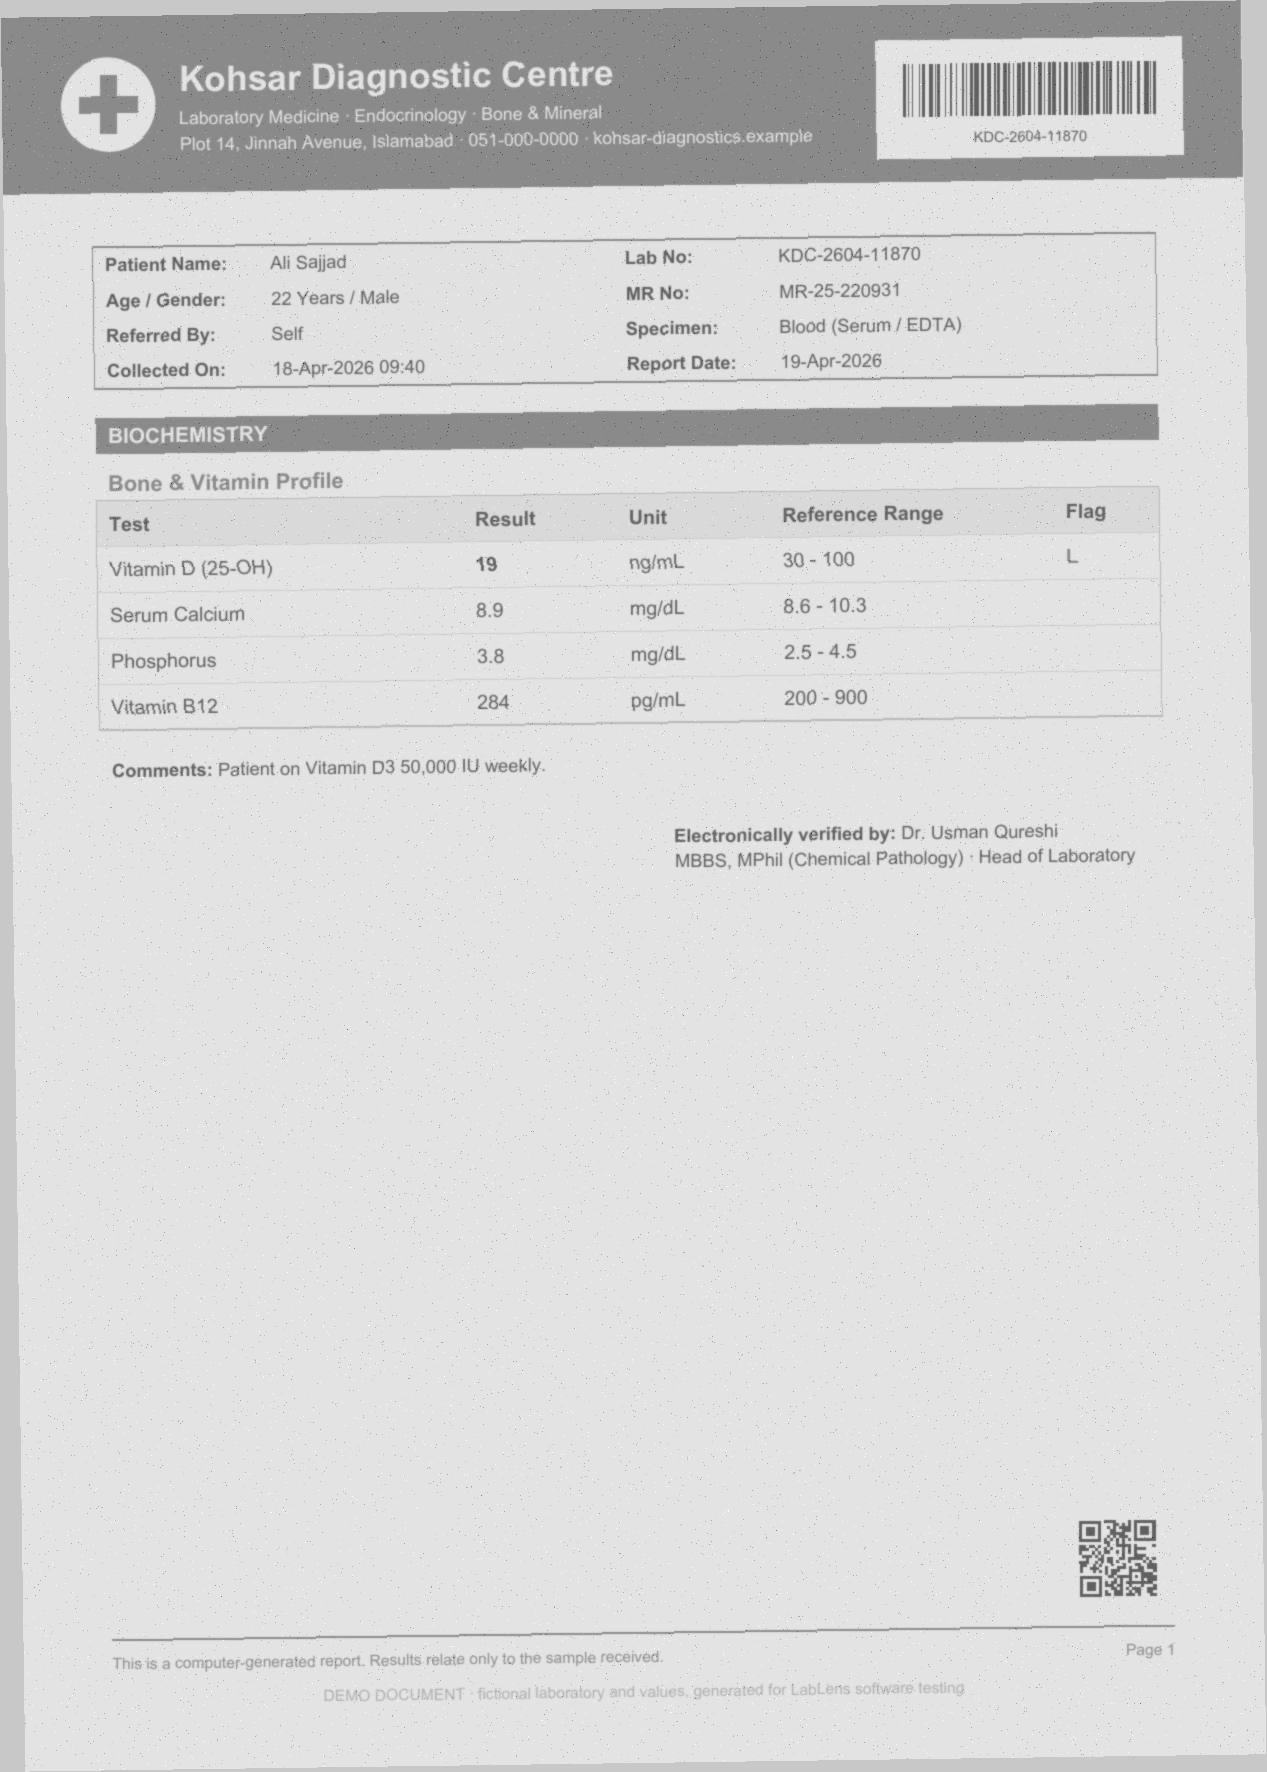 Kohsar Diagnostic Centre
Laboratory Medicine · Endocrinology · Bone & Mineral
Plot 14, Jinnah Avenue, Islamabad · 051-000-0000 · kohsar-diagnostics.example
KDC-2604-11870
Patient Name: Ali Sajjad Lab No: KDC-2604-11870
Age / Gender: 22 Years / Male MR No: MR-25-220931
Referred By: Self Specimen: Blood (Serum / EDTA)
Collected On: 18-Apr-2026 09:40 Report Date: 19-Apr-2026
BIOCHEMISTRY
Bone & Vitamin Profile
Test Result Unit Reference Range Flag
Vitamin D (25-OH) 19 ng/mL 30 - 100 L
Serum Calcium 8.9 mg/dL 8.6 - 10.3
Phosphorus 3.8 mg/dL 2.5 - 4.5
Vitamin B12 284 pg/mL 200 - 900
Comments: Patient on Vitamin D3 50,000 IU weekly.
Electronically verified by: Dr. Usman Qureshi
MBBS, MPhil (Chemical Pathology) · Head of Laboratory
This is a computer-generated report. Results relate only to the sample received.
Page 1
DEMO DOCUMENT · fictional laboratory and values, generated for LabLens software testing